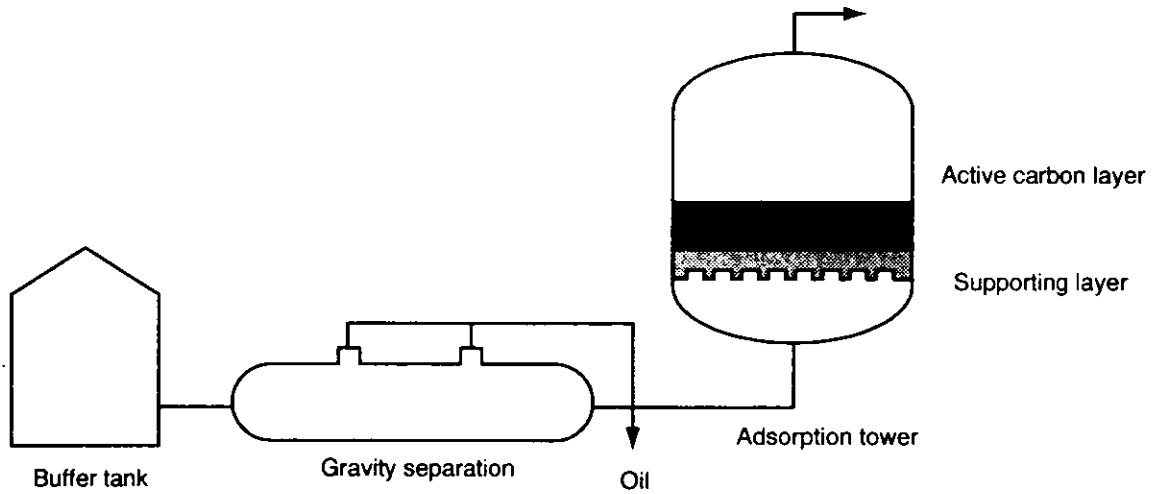 Active carbon layer
Supporting layer
Adsorption tower
Gravity separation
Buffer tank
Oil